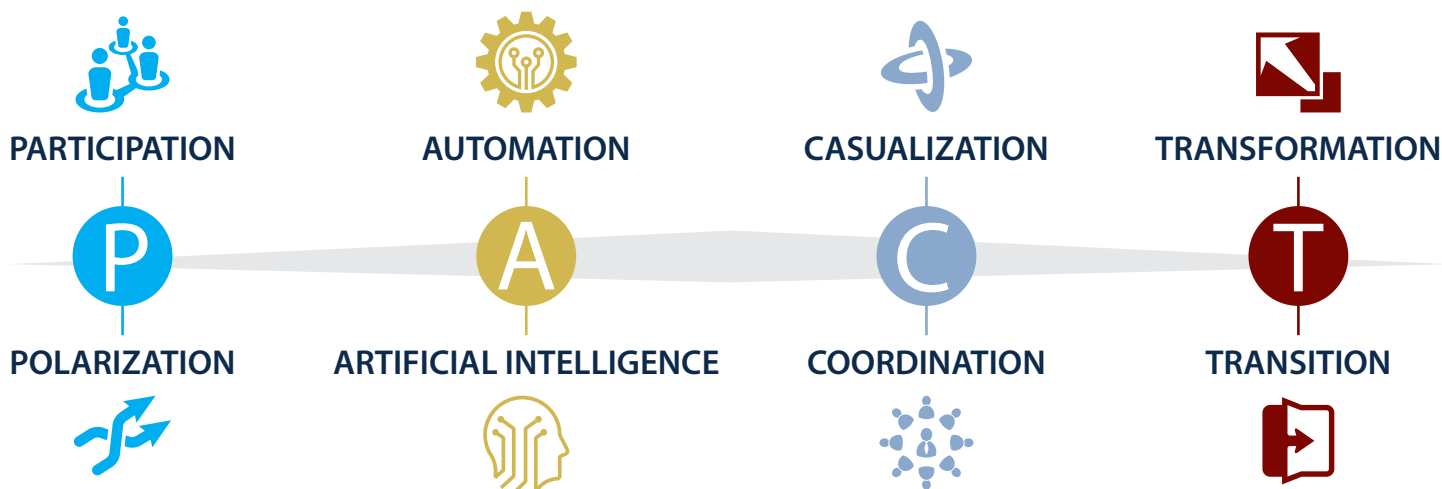 PARTICIPATION
AUTOMATION
CASUALIZATION
TRANSFORMATION
P
A
C
T
POLARIZATION
ARTIFICIAL INTELLIGENCE
COORDINATION
TRANSITION